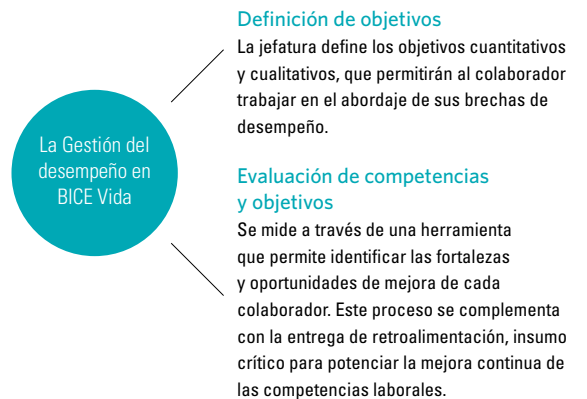 La Gestión del
desempeño en
BICE Vida
Definición de objetivos
La jefatura define los objetivos cuantitativos
y cualitativos, que permitirán al colaborador
trabajar en el abordaje de sus brechas de
desempeño.
Evaluación de competencias
y objetivos
Se mide a través de una herramienta
que permite identificar las fortalezas
y oportunidades de mejora de cada
colaborador. Este proceso se complementa
con la entrega de retroalimentación, insumo
crítico para potenciar la mejora continua de
las competencias laborales.